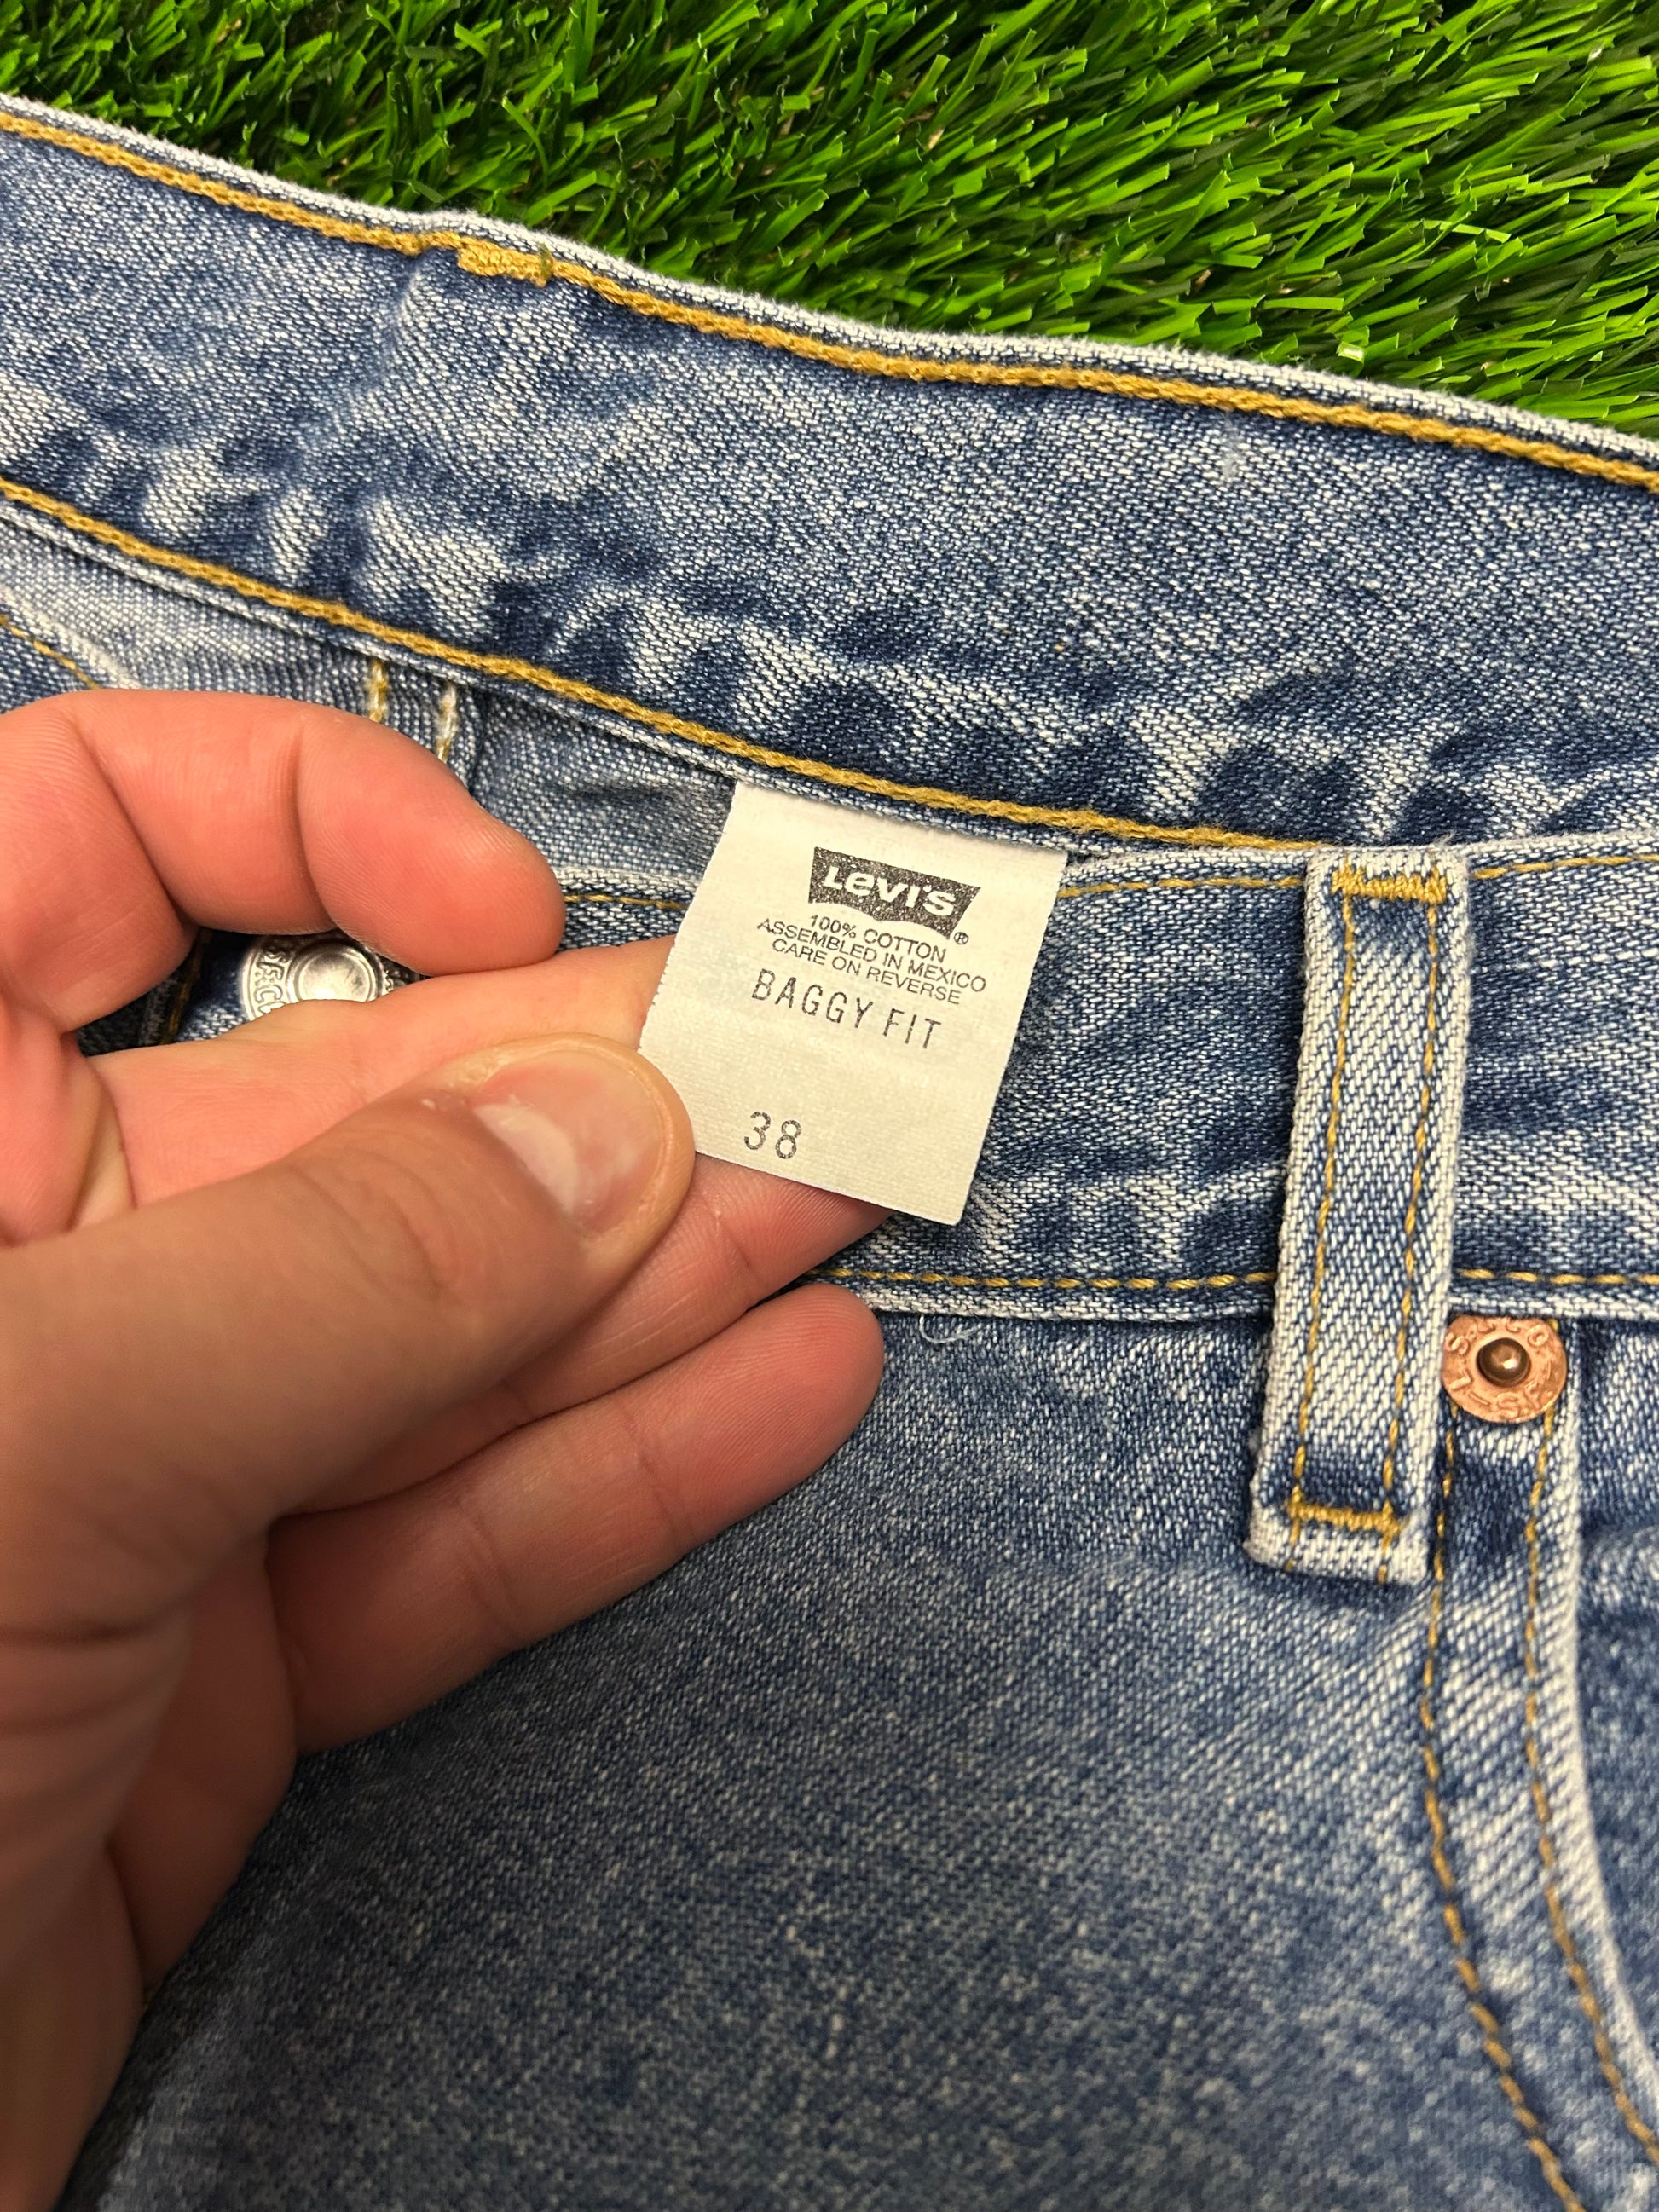 Levi's
®
100% COTTON
ASSEMBLED IN MEXICO
CARE ON REVERSE
BAGGY FIT
38